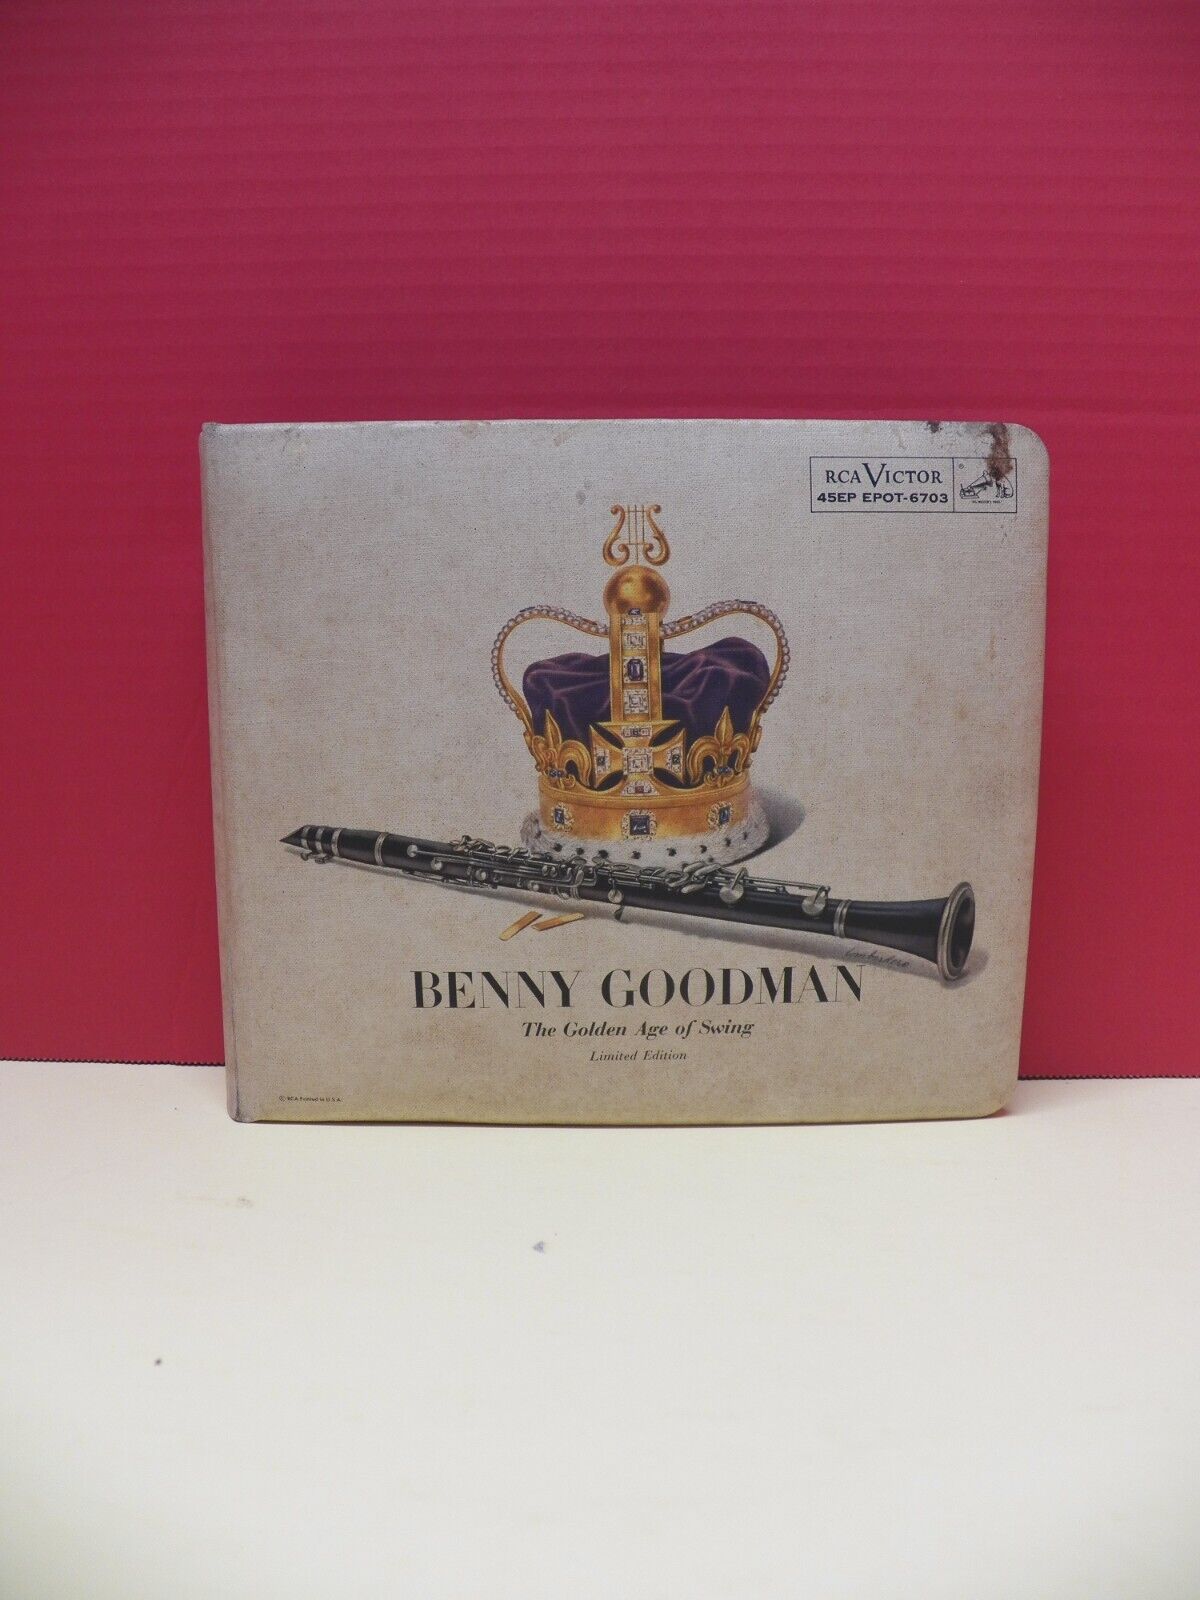 RCA VICTOR
45EP EPOT-6703
BENNY GOODMAN
The Golden Age of Swing
Limited Edition
© RCA Printed in U.S.A.